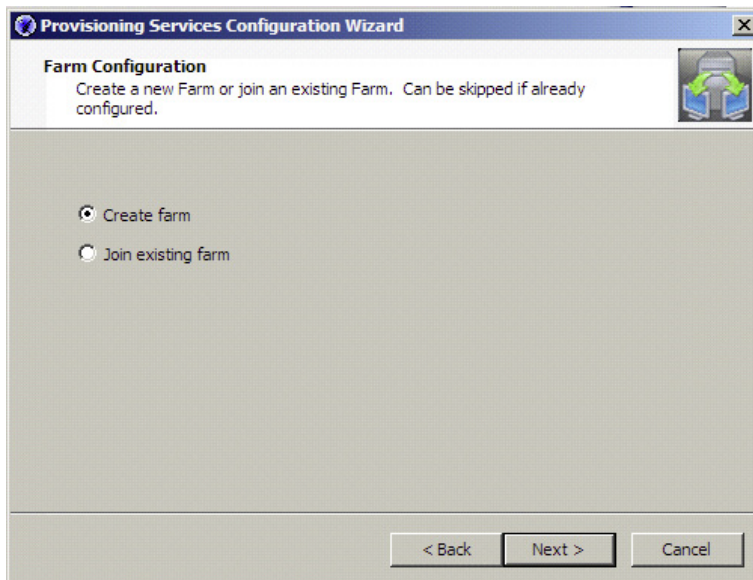 Provisioning Services Configuration Wizard
Farm Configuration
Create a new Farm or join an existing Farm.  Can be skipped if already
configured.
Create farm
Join existing farm
< Back
Next >
Cancel